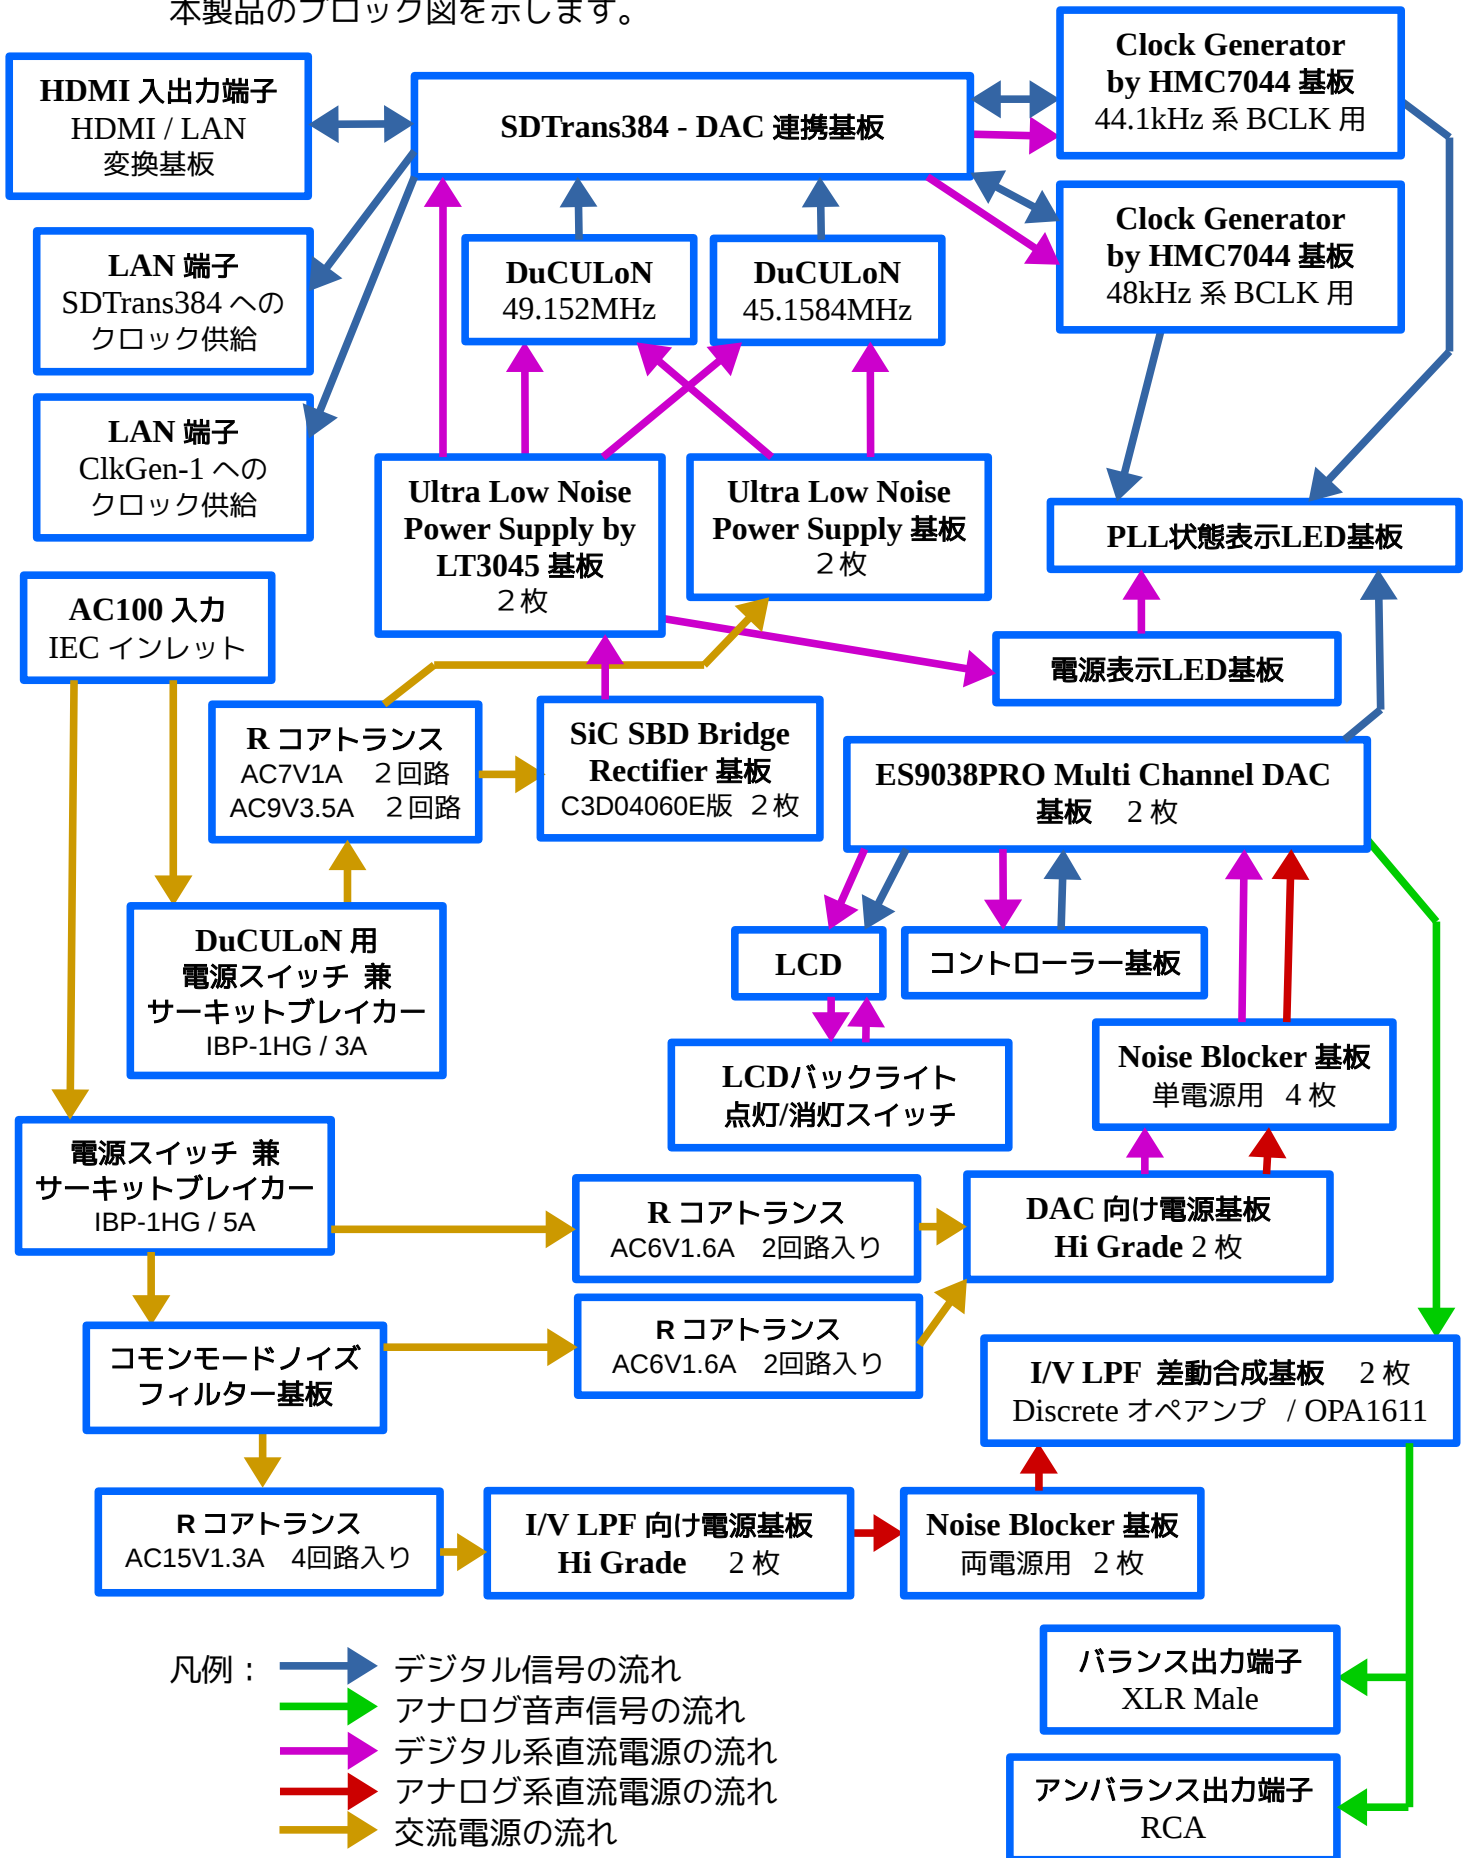 本製品のブロック図を示します。
HDMI 入出力端子
HDMI / LAN
変換基板
SDTrans384 - DAC 連携基板
Clock Generator
by HMC7044 基板
44.1kHz 系 BCLK 用
Clock Generator
by HMC7044 基板
48kHz 系 BCLK 用
LAN 端子
SDTrans384 への
クロック供給
DuCULoN
49.152MHz
DuCULoN
45.1584MHz
LAN 端子
ClkGen-1 への
クロック供給
Ultra Low Noise
Power Supply by
LT3045 基板
２枚
Ultra Low Noise
Power Supply 基板
２枚
PLL状態表示LED基板
AC100 入力
IEC インレット
電源表示LED基板
R コアトランス
AC7V1A　２回路
AC9V3.5A　２回路
SiC SBD Bridge
Rectifier 基板
C3D04060E版 ２枚
ES9038PRO Multi Channel DAC
基板　2 枚
DuCULoN 用
電源スイッチ 兼
サーキットブレイカー
IBP-1HG / 3A
LCD
コントローラー基板
LCDバックライト
点灯/消灯スイッチ
Noise Blocker 基板
単電源用 4 枚
電源スイッチ 兼
サーキットブレイカー
IBP-1HG / 5A
R コアトランス
AC6V1.6A　2回路入り
DAC 向け電源基板
Hi Grade 2 枚
R コアトランス
AC6V1.6A　2回路入り
コモンモードノイズ
フィルター基板
I/V LPF 差動合成基板　2 枚
Discrete オペアンプ / OPA1611
R コアトランス
AC15V1.3A　4回路入り
I/V LPF 向け電源基板
Hi Grade　2 枚
Noise Blocker 基板
両電源用 2 枚
バランス出力端子
XLR Male
アンバランス出力端子
RCA
凡例：
デジタル信号の流れ
アナログ音声信号の流れ
デジタル系直流電源の流れ
アナログ系直流電源の流れ
交流電源の流れ